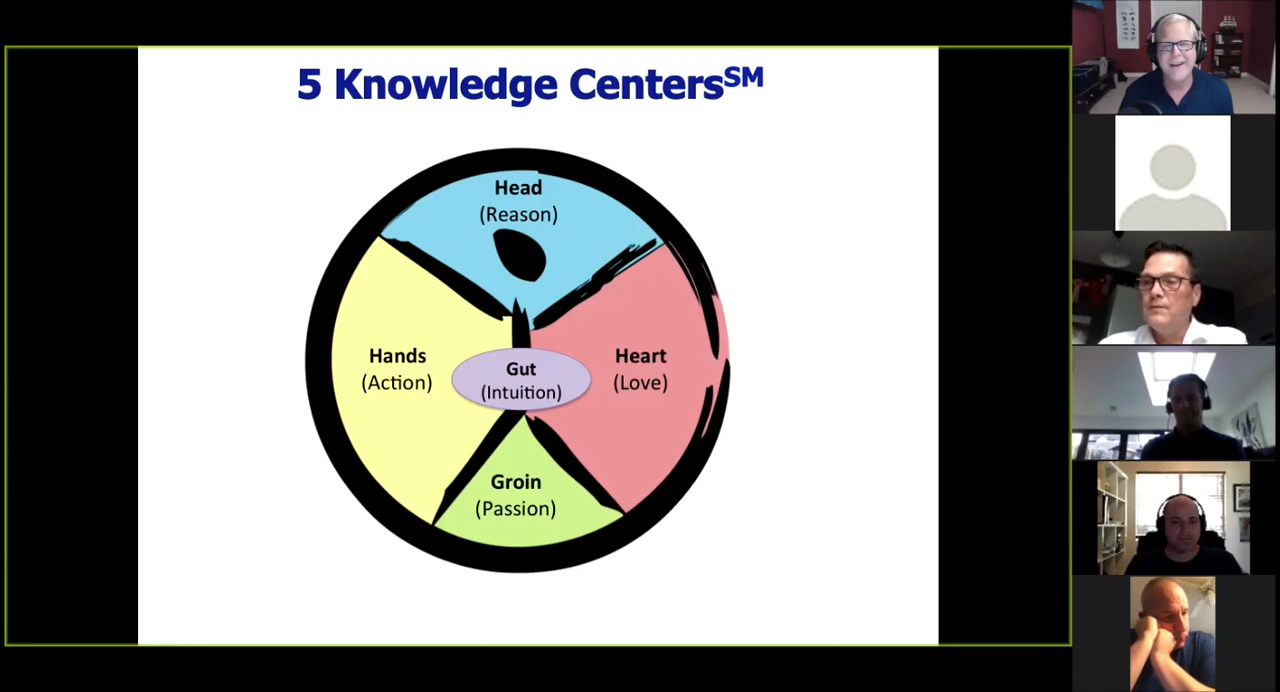 5 Knowledge CentersSM
Head
(Reason)
Hands
(Action)
Gut
(Intuition)
Heart
(Love)
Groin
(Passion)